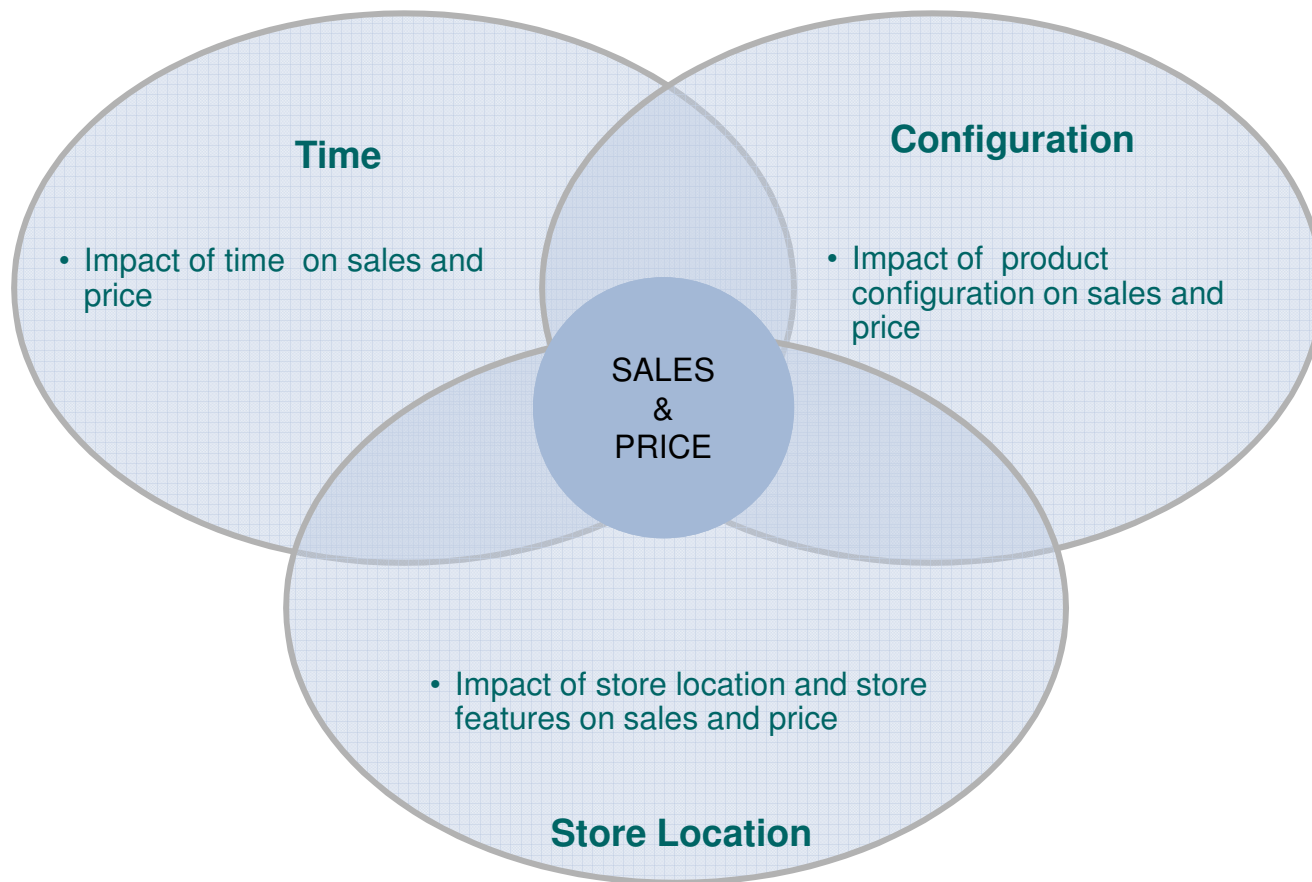 Time
• Impact of time  on sales and
price
Configuration
• Impact of  product
configuration on sales and
price
SALES
&
PRICE
• Impact of store location and store
features on sales and price
Store Location